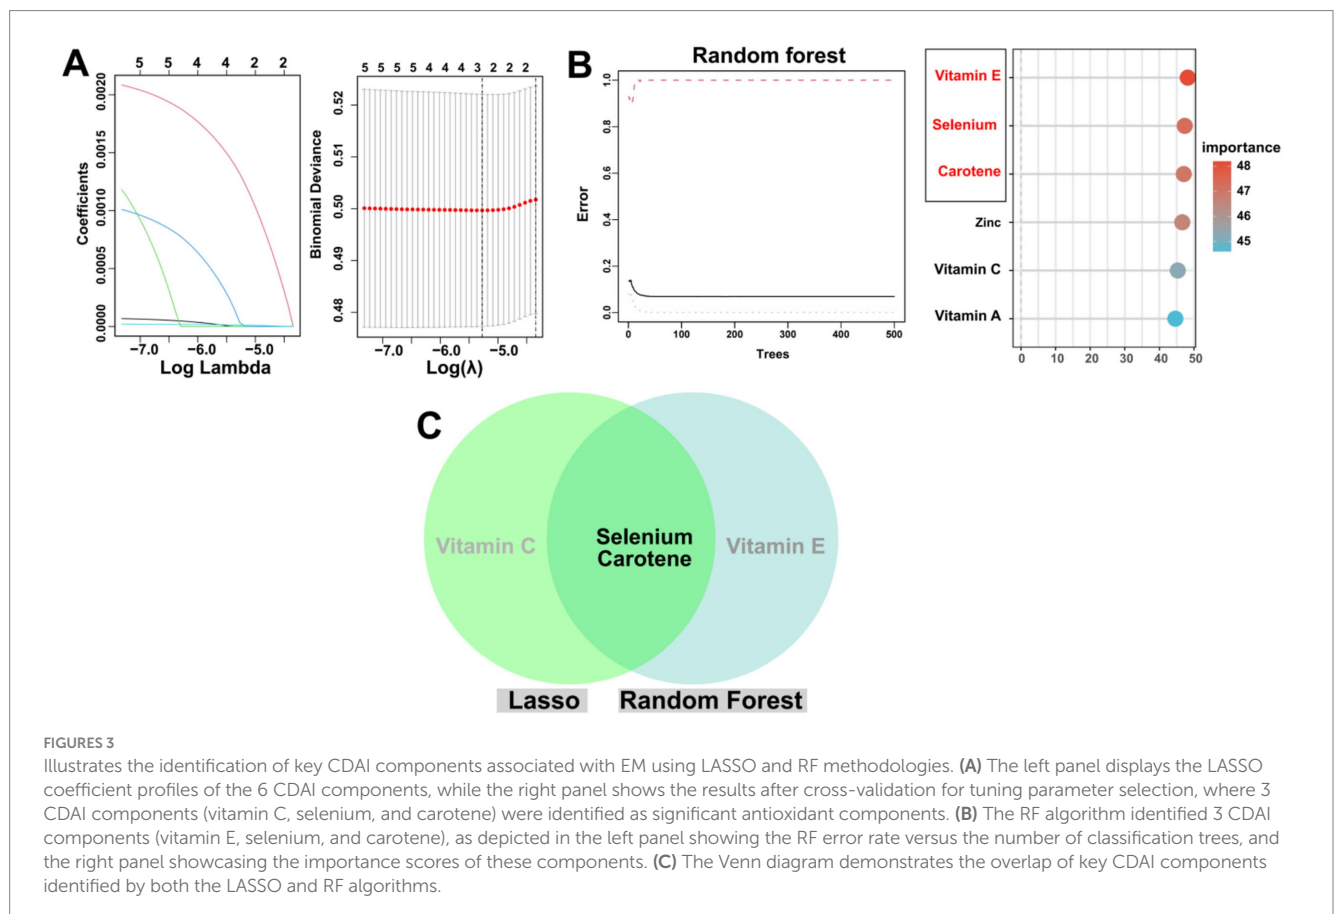 A
5 5 4 4 2 2
0.0020
0.0015
0.0010
0.0005
0.0000
Coefficients
−7.0 −6.0 −5.0
Log Lambda
5 5 5 5 4 4 4 3 2 2 2
0.52
0.51
0.50
0.49
0.48
Binomial Deviance
−7.0 −6.0 −5.0
Log(λ)
B
Random forest
1.0
0.8
0.6
0.4
0.2
0.0
Error
0 100 200 300 400 500
Trees
Vitamin E
Selenium
Carotene
Zinc
Vitamin C
Vitamin A
0 10 20 30 40 50
importance
48
47
46
45
C
Vitamin C
Selenium
Carotene
Vitamin E
Lasso
Random Forest
FIGURES 3
Illustrates the identification of key CDAI components associated with EM using LASSO and RF methodologies. (A) The left panel displays the LASSO
coefficient profiles of the 6 CDAI components, while the right panel shows the results after cross-validation for tuning parameter selection, where 3
CDAI components (vitamin C, selenium, and carotene) were identified as significant antioxidant components. (B) The RF algorithm identified 3 CDAI
components (vitamin E, selenium, and carotene), as depicted in the left panel showing the RF error rate versus the number of classification trees, and
the right panel showcasing the importance scores of these components. (C) The Venn diagram demonstrates the overlap of key CDAI components
identified by both the LASSO and RF algorithms.